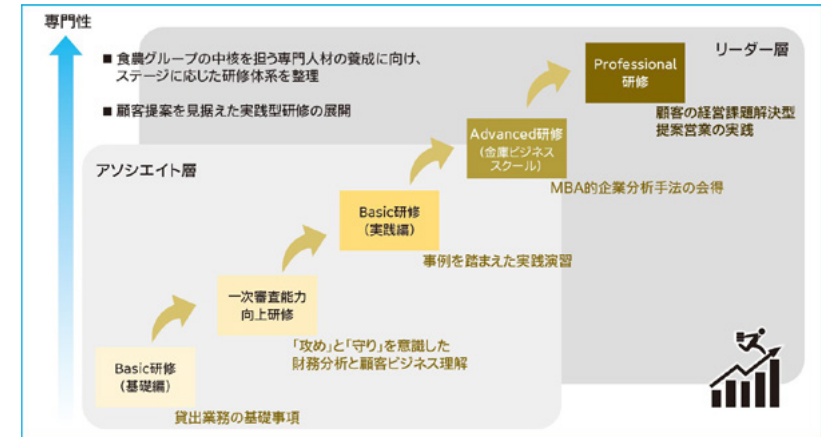 専門性
■ 食農グループの中核を担う専門人材の養成に向け、
ステージに応じた研修体系を整理
■ 顧客提案を見据えた実践型研修の展開
リーダー層
Professional
研修
顧客の経営課題解決型
提案営業の実践
Advanced研修
(金庫ビジネス
スクール)
MBA的企業分析手法の会得
アソシエイト層
Basic研修
(実践編)
事例を踏まえた実践演習
一次審査能力
向上研修
「攻め」と「守り」を意識した
財務分析と顧客ビジネス理解
Basic研修
(基礎編)
貸出業務の基礎事項